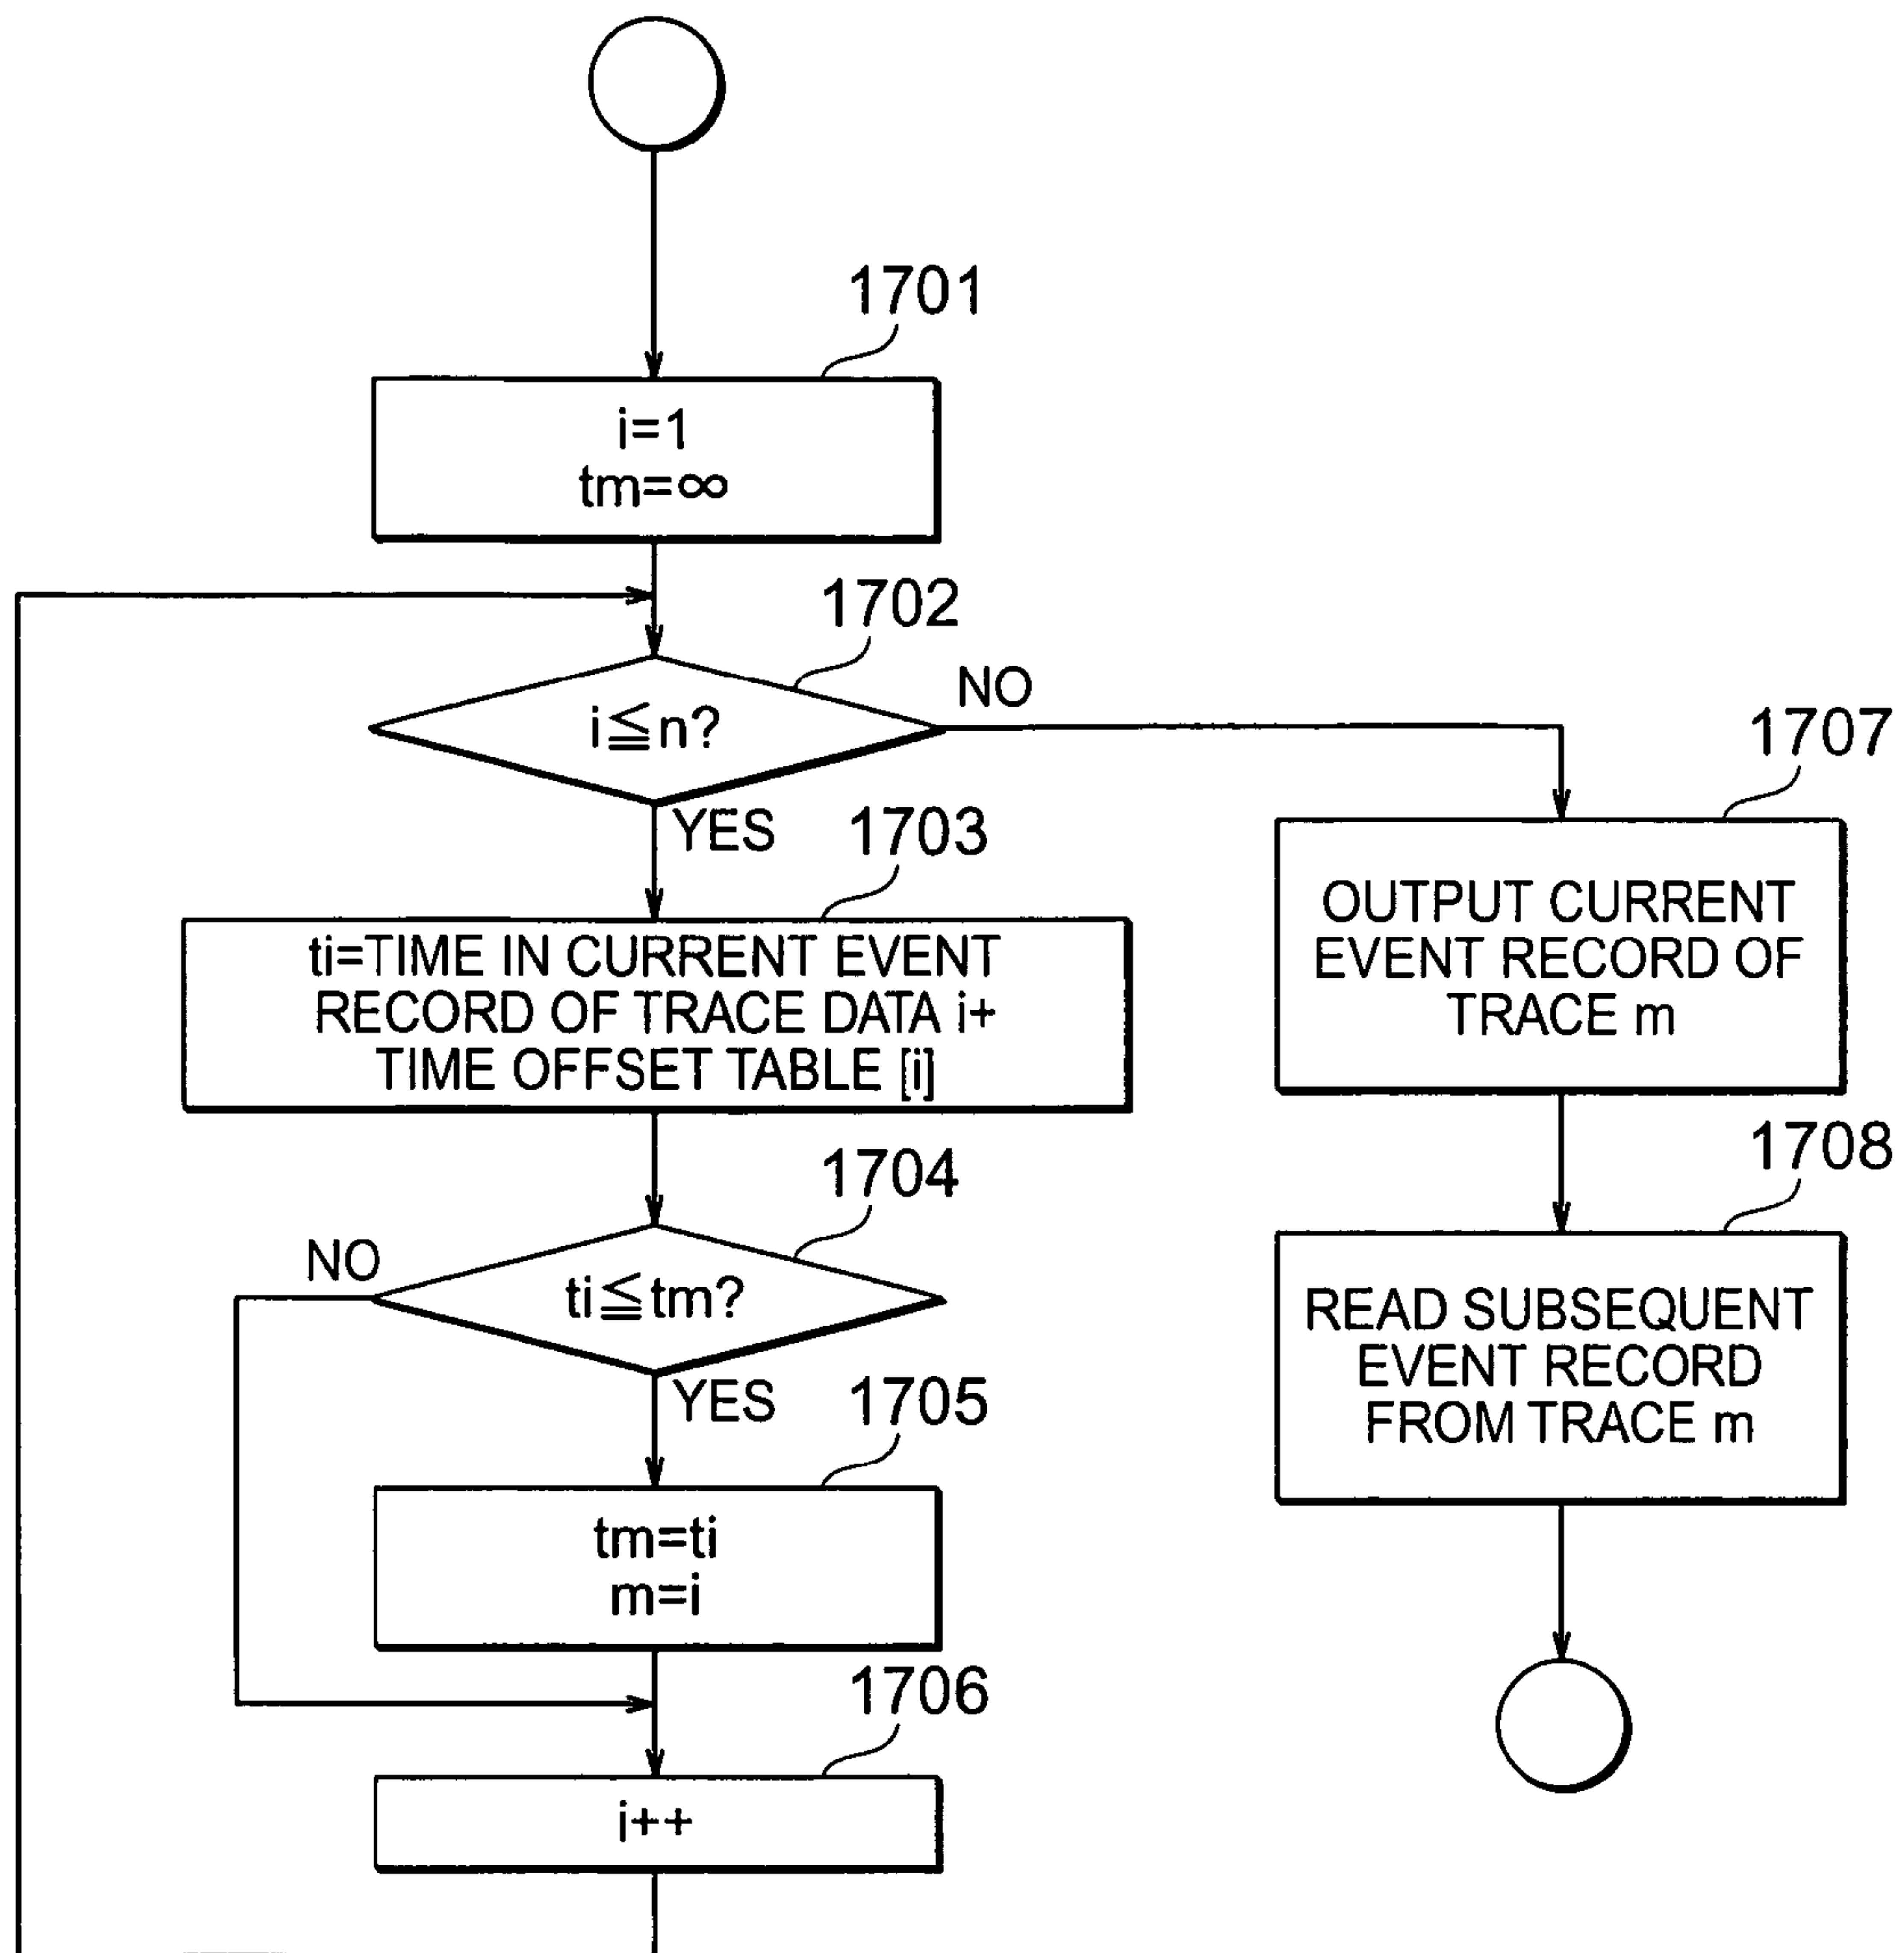 1701
i=1
tm=∞
1702
i≦n?
NO
YES
1703
ti=TIME IN CURRENT EVENT
RECORD OF TRACE DATA i+
TIME OFFSET TABLE [i]
1704
NO
ti≦tm?
YES
1705
tm=ti
m=i
1706
i++
1707
OUTPUT CURRENT
EVENT RECORD OF
TRACE m
1708
READ SUBSEQUENT
EVENT RECORD
FROM TRACE m